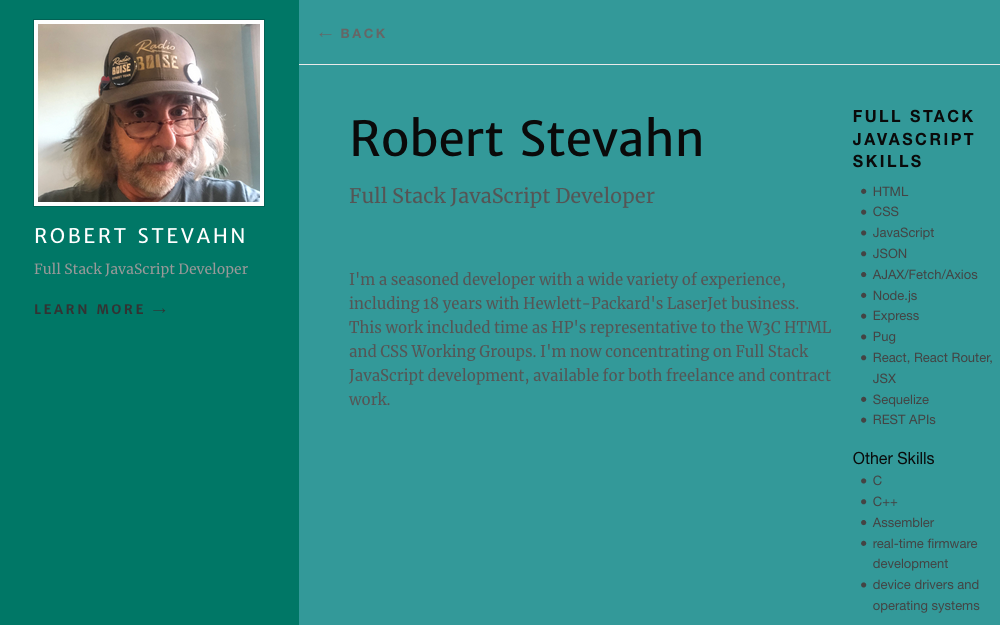 Radio
BOISE
Radio
BOISE
ROBERT STEVAHN
Full Stack JavaScript Developer
LEARN MORE →
← BACK
Robert Stevahn
Full Stack JavaScript Developer
I'm a seasoned developer with a wide variety of experience,
including 18 years with Hewlett-Packard's LaserJet business.
This work included time as HP's representative to the W3C HTML
and CSS Working Groups. I'm now concentrating on Full Stack
JavaScript development, available for both freelance and contract
work.
FULL STACK
JAVASCRIPT
SKILLS
• HTML
• CSS
• JavaScript
• JSON
• AJAX/Fetch/Axios
• Node.js
• Express
• Pug
• React, React Router,
JSX
• Sequelize
• REST APIs
Other Skills
• C
• C++
• Assembler
• real-time firmware
development
• device drivers and
operating systems